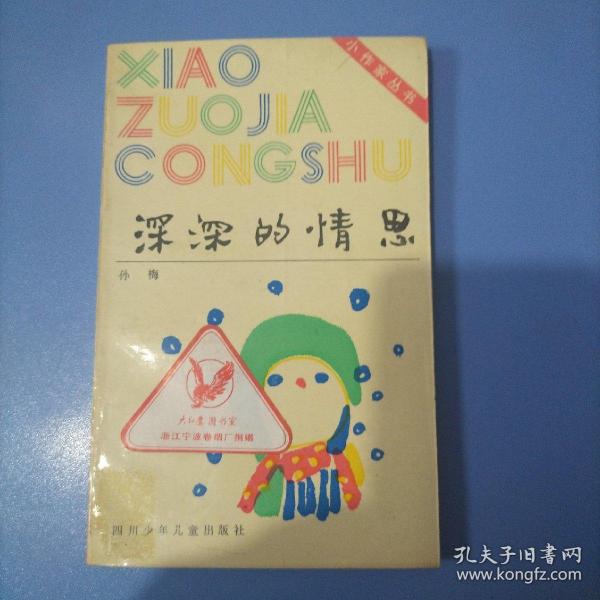 XIAO
ZUOJIA
CONGSHU
小作家丛书
深深的情思
孙 梅
大红鹰图书室
浙江宁波卷烟厂捐赠
四川少年儿童出版社
孔夫子旧书网
www.kongfz.com